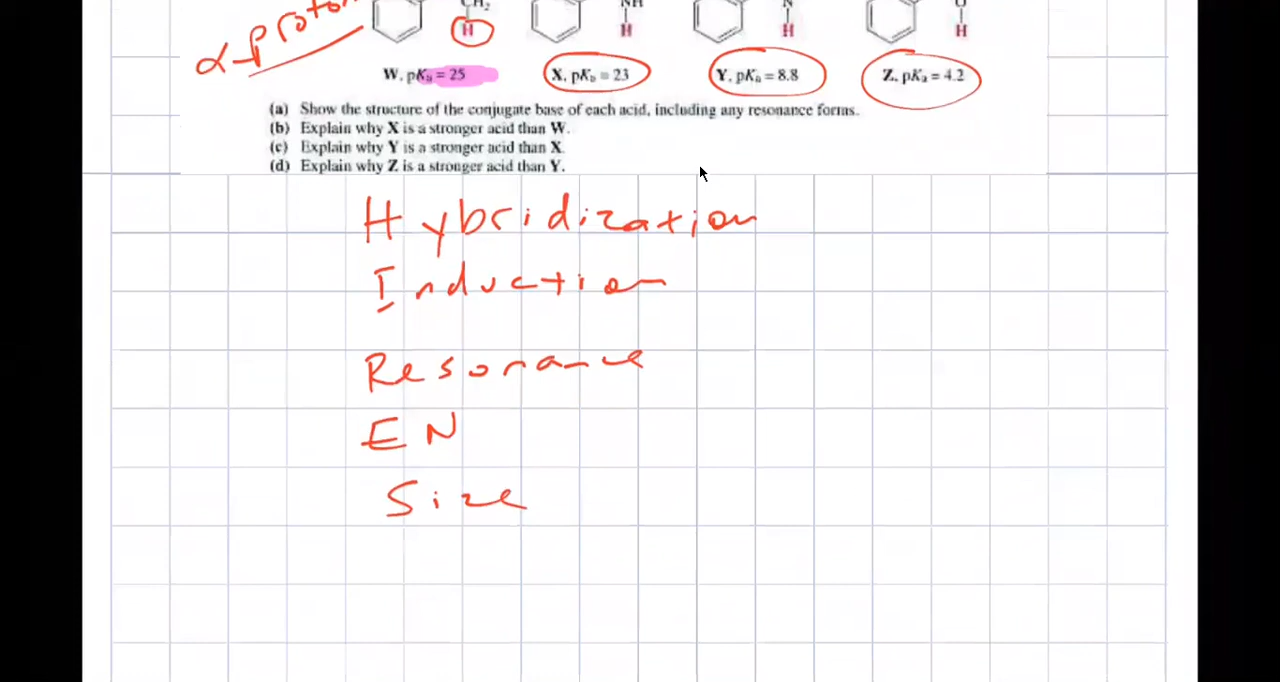 α-proton
CH₂ NH N O
H H H H
W, pKa = 25 X, pKa = 23 Y, pKa = 8.8 Z, pKa = 4.2
(a) Show the structure of the conjugate base of each acid, including any resonance forms.
(b) Explain why X is a stronger acid than W.
(c) Explain why Y is a stronger acid than X.
(d) Explain why Z is a stronger acid than Y.
Hybridization
Induction
Resonance
EN
Size